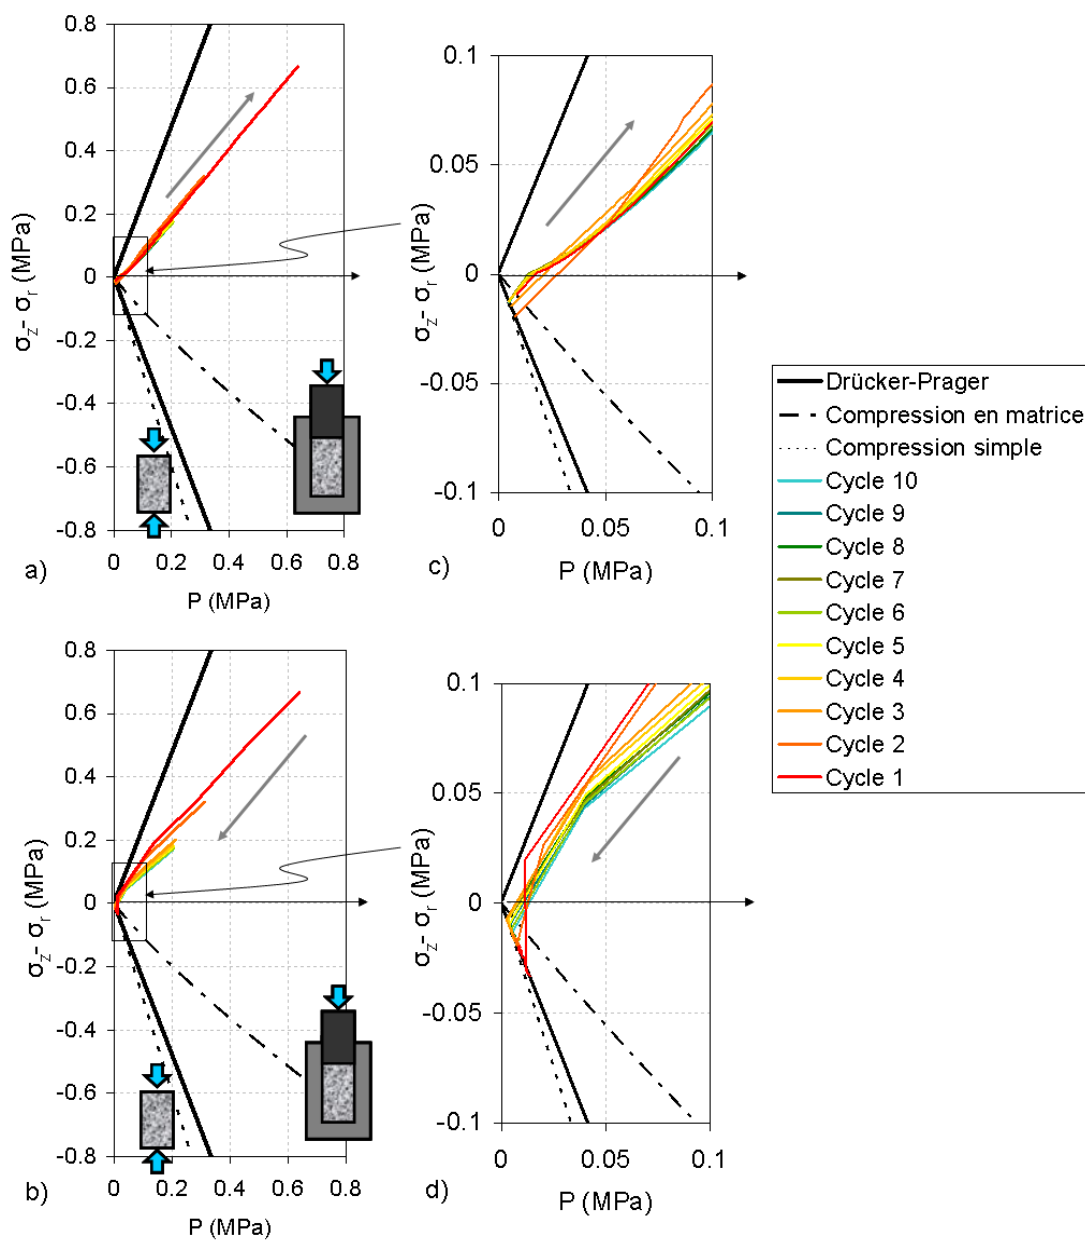 0.8
0.6
0.4
0.2
0
-0.2
-0.4
-0.6
-0.8
σz- σr (MPa)
0 0.2 0.4 0.6 0.8
a)
P (MPa)
0.1
0.05
0
-0.05
-0.1
σz- σr (MPa)
0 0.05 0.1
c)
P (MPa)
Drücker-Prager
Compression en matrice
Compression simple
Cycle 10
Cycle 9
Cycle 8
Cycle 7
Cycle 6
Cycle 5
Cycle 4
Cycle 3
Cycle 2
Cycle 1
0.8
0.6
0.4
0.2
0
-0.2
-0.4
-0.6
-0.8
σz- σr (MPa)
0 0.2 0.4 0.6 0.8
b)
P (MPa)
0.1
0.05
0
-0.05
-0.1
σz- σr (MPa)
0 0.05 0.1
d)
P (MPa)